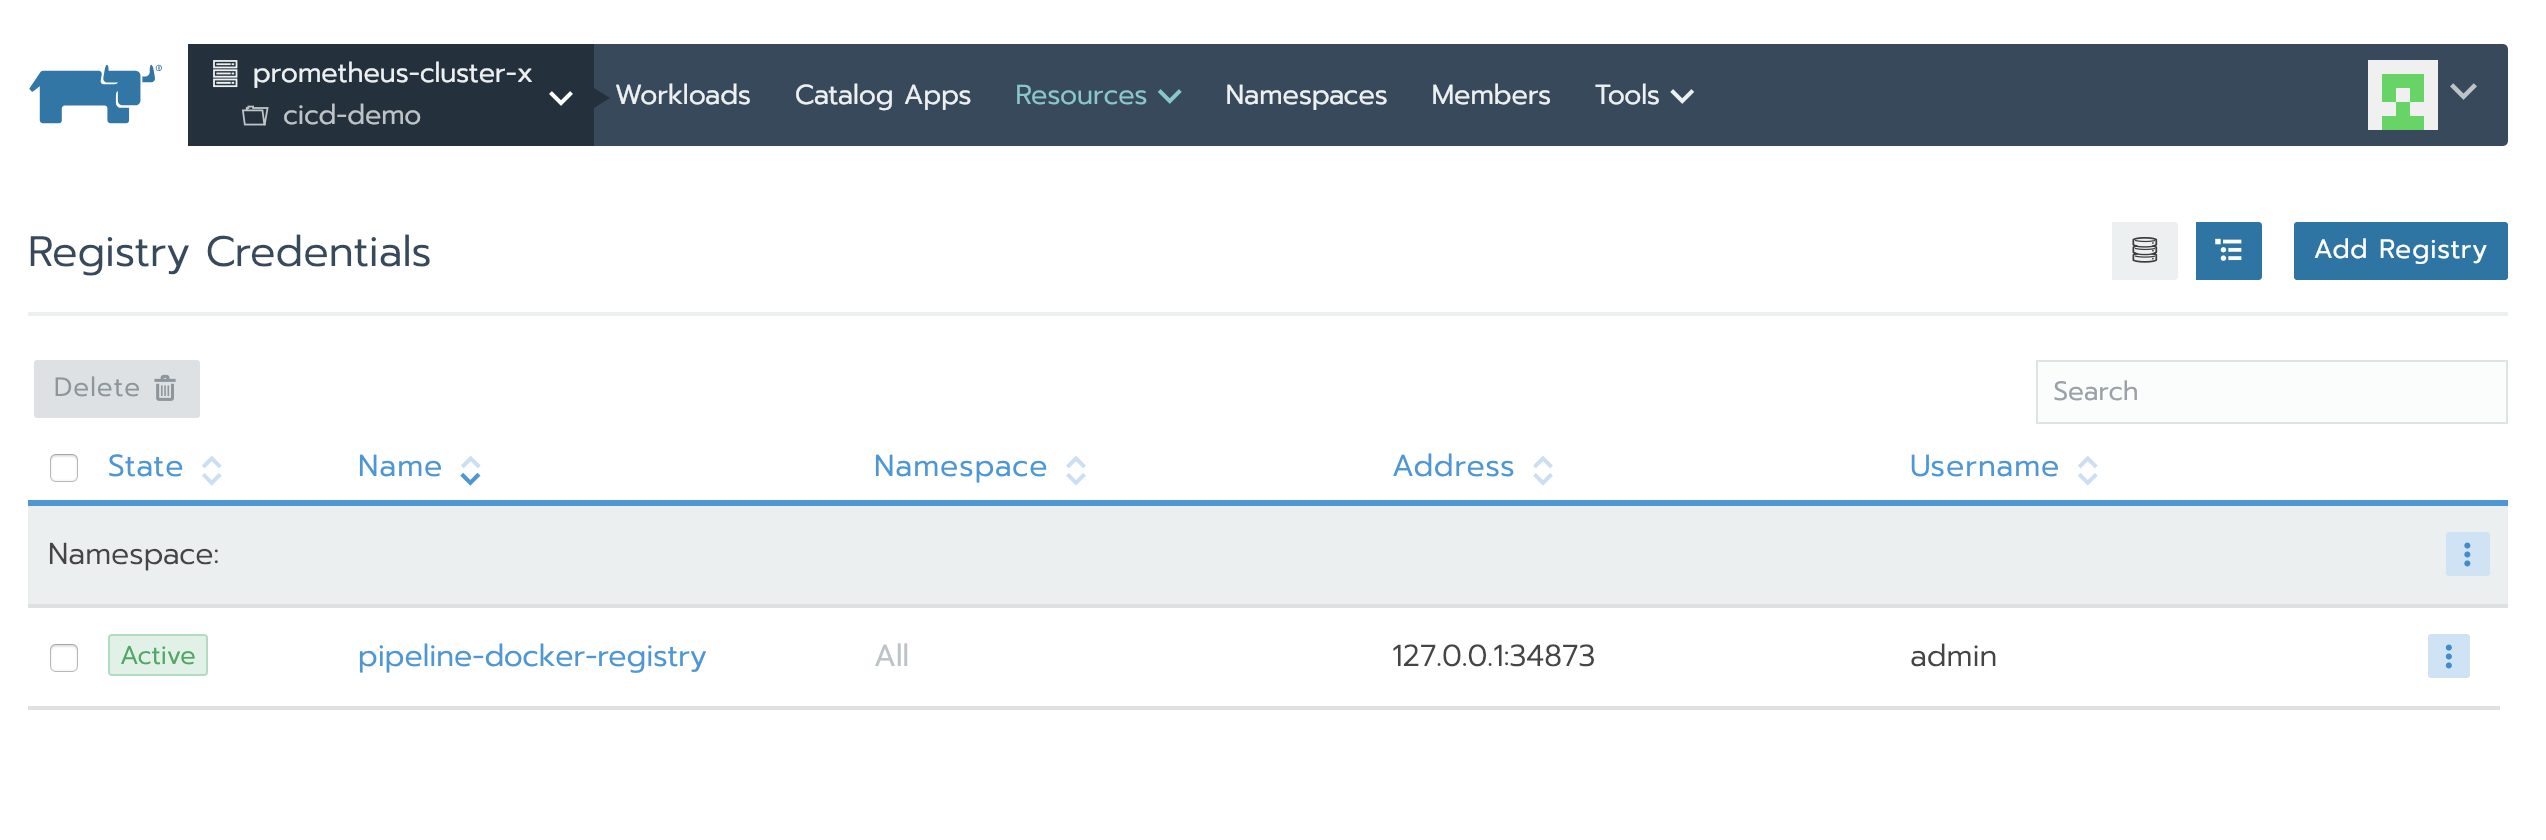 prometheus-cluster-x
cicd-demo
Workloads Catalog Apps Resources Namespaces Members Tools
Registry Credentials
Add Registry
Delete
Search
State Name Namespace Address Username
Namespace:
Active pipeline-docker-registry All 127.0.0.1:34873 admin